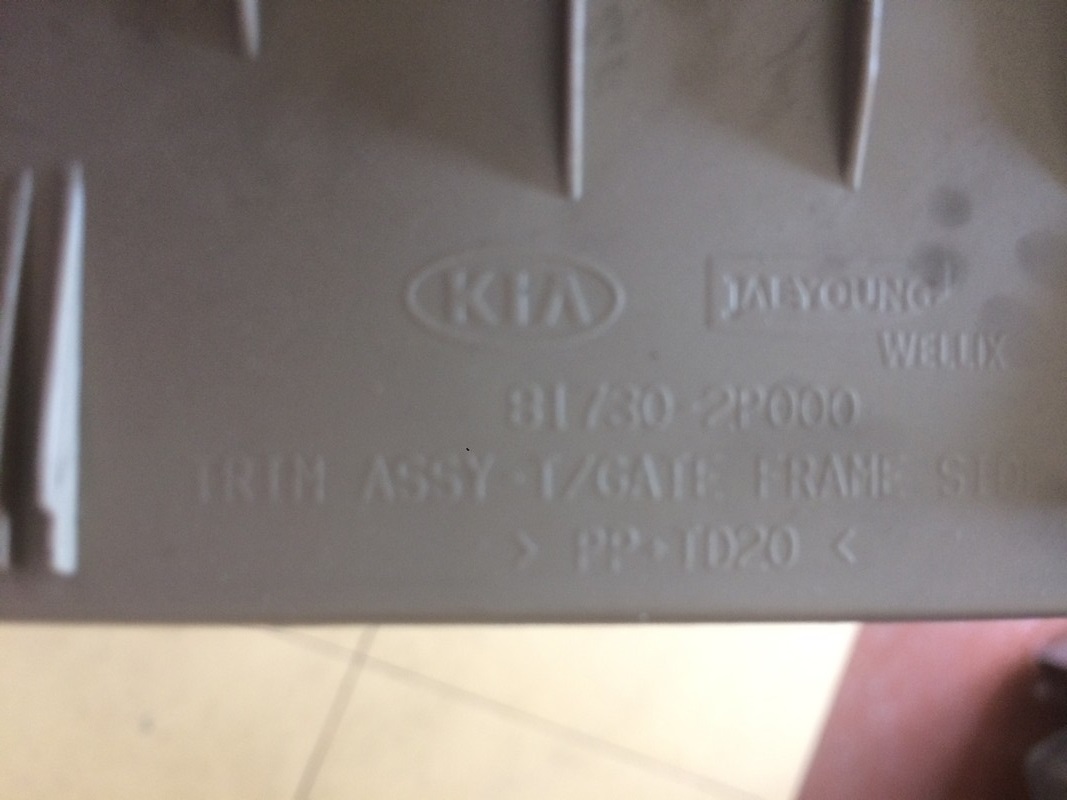 KIA
JAEYOUNG
WELLIX
81730-2P000
TRIM ASSY-T/GATE FRAME
> PP+TD20 <